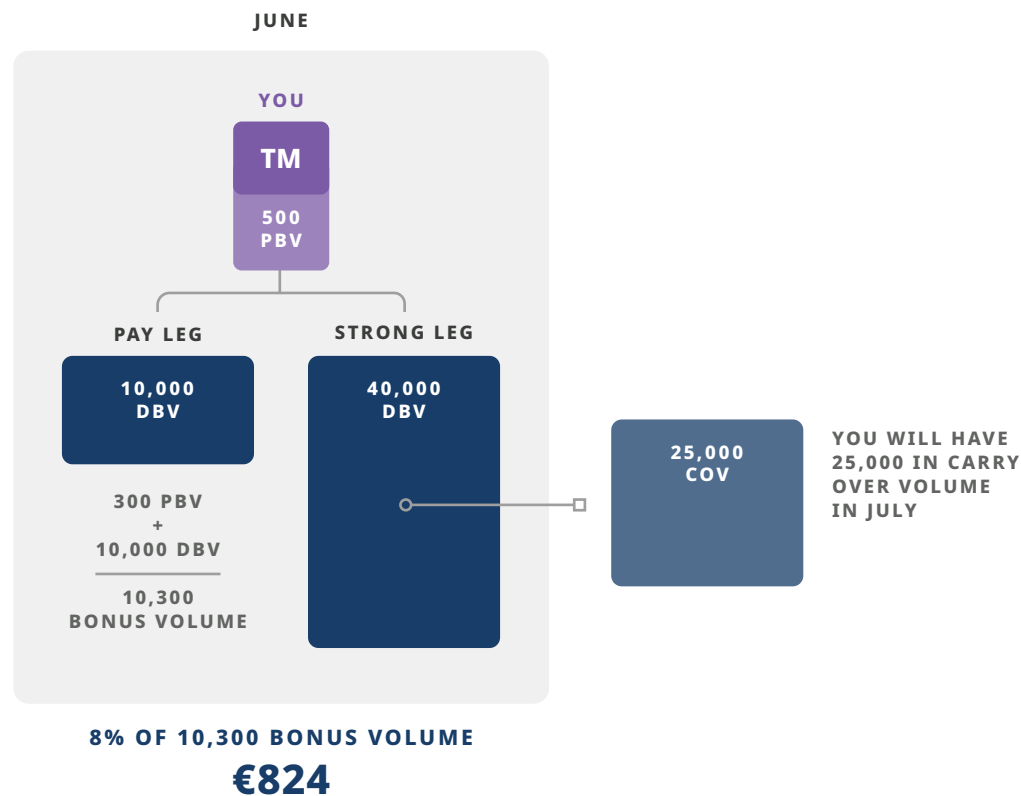 JUNE
YOU
TM
500
PBV
PAY LEG
STRONG LEG
10,000
DBV
40,000
DBV
300 PBV
+
10,000 DBV
10,300
BONUS VOLUME
25,000
COV
YOU WILL HAVE
25,000 IN CARRY
OVER VOLUME
IN JULY
8% OF 10,300 BONUS VOLUME
€824